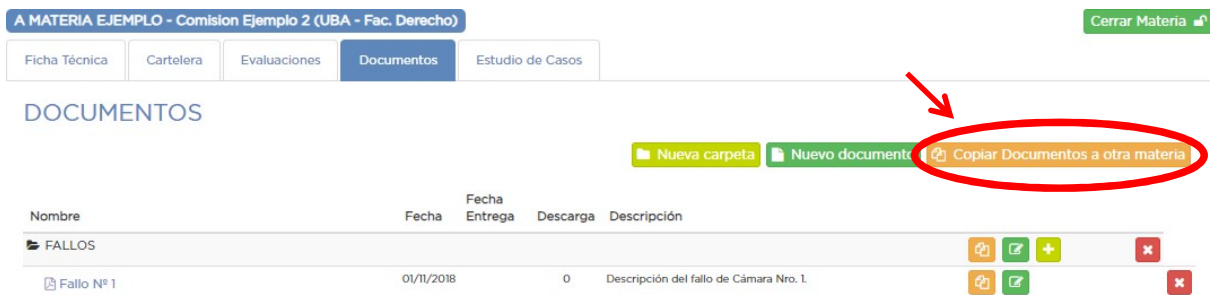 A MATERIA EJEMPLO - Comision Ejemplo 2 (UBA - Fac. Derecho)
Cerrar Materia
Ficha Técnica
Cartelera
Evaluaciones
Documentos
Estudio de Casos
DOCUMENTOS
Nueva carpeta
Nuevo documento
Copiar Documentos a otra materia
Nombre
Fecha
Fecha
Entrega
Descarga
Descripción
FALLOS
Fallo Nº 1
01/11/2018
0
Descripción del fallo de Cámara Nro. 1.